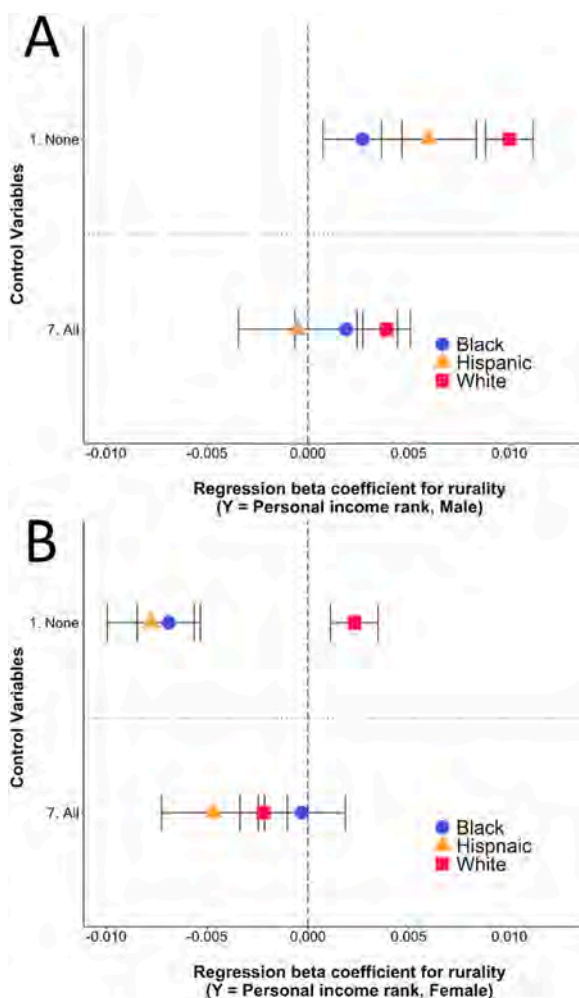 A
Control Variables
1. None
7. All
Black
Hispanic
White
-0.010 -0.005 0.000 0.005 0.010
Regression beta coefficient for rurality
(Y = Personal income rank, Male)
B
Control Variables
1. None
7. All
Black
Hispnaic
White
-0.010 -0.005 0.000 0.005 0.010
Regression beta coefficient for rurality
(Y = Personal income rank, Female)